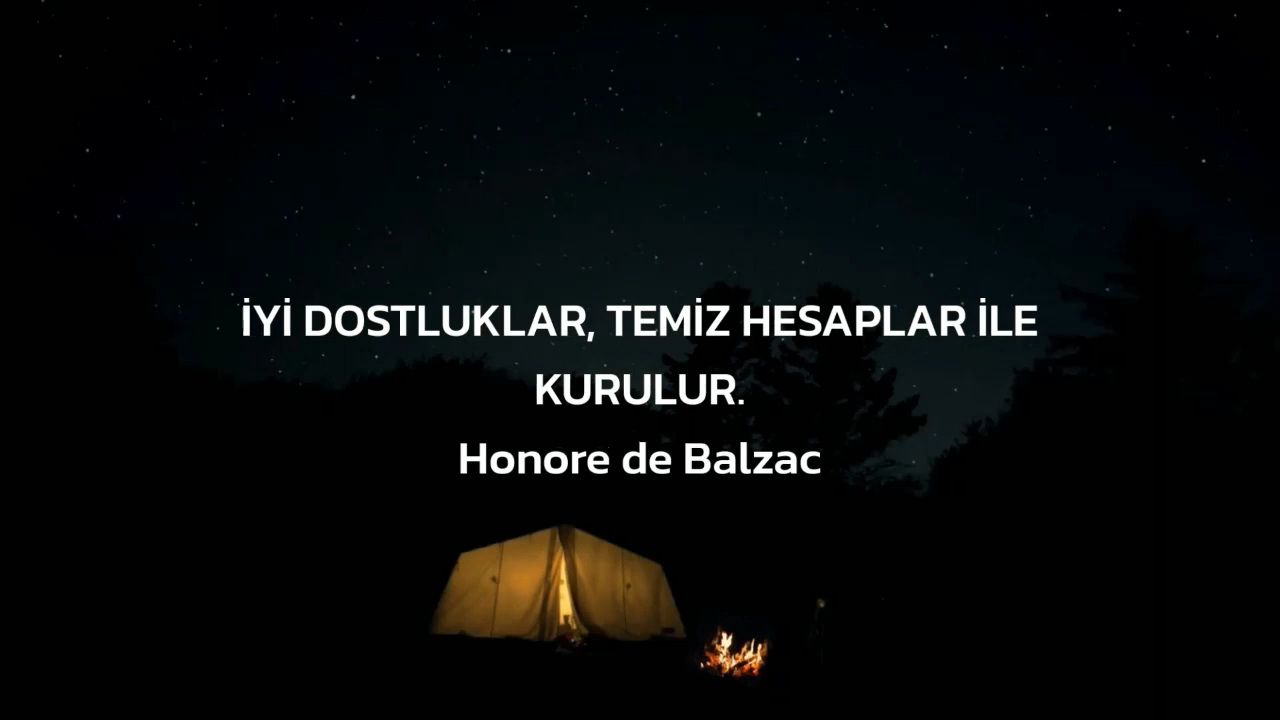 İYİ DOSTLUKLAR, TEMİZ HESAPLAR İLE
KURULUR.
Honore de Balzac